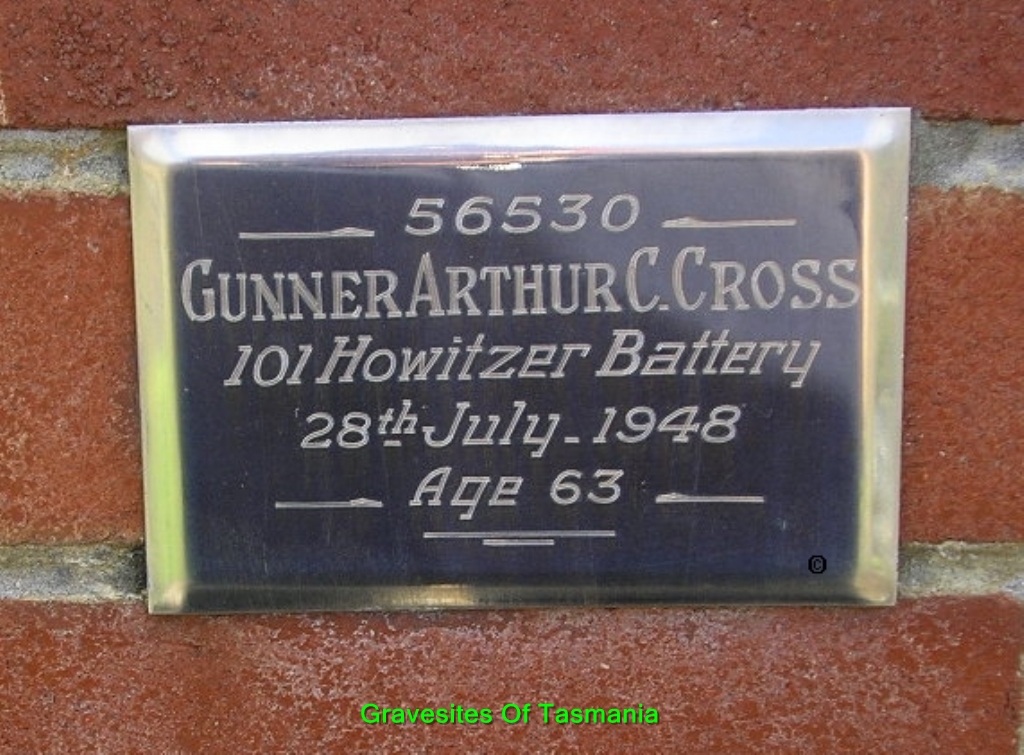 56530
GUNNER ARTHUR C. CROSS
101 Howitzer Battery
28th July - 1948
Age 63
©
Gravesites Of Tasmania